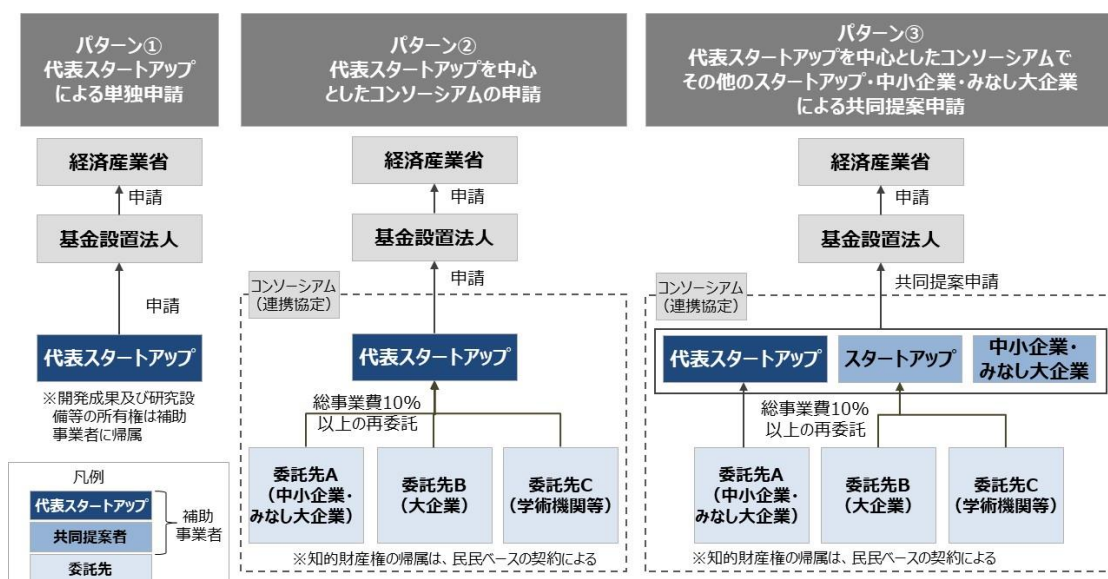 パターン①
代表スタートアップ
による単独申請
経済産業省
申請
基金設置法人
申請
代表スタートアップ
※開発成果及び研究設
備等の所有権は補助
事業者に帰属
凡例
代表スタートアップ
共同提案者
委託先
補助
事業者
パターン②
代表スタートアップを中心
としたコンソーシアムの申請
経済産業省
申請
基金設置法人
コンソーシアム
（連携協定）
申請
代表スタートアップ
総事業費10%
以上の再委託
委託先A
（中小企業・
みなし大企業）
委託先B
（大企業）
委託先C
（学術機関等）
※知的財産権の帰属は、民民ベースの契約による
パターン③
代表スタートアップを中心としたコンソーシアムで
その他のスタートアップ・中小企業・みなし大企業
による共同提案申請
経済産業省
申請
基金設置法人
コンソーシアム
（連携協定）
共同提案申請
代表スタートアップ
スタートアップ
中小企業・
みなし大企業
総事業費10%
以上の再委託
委託先A
（中小企業・
みなし大企業）
委託先B
（大企業）
委託先C
（学術機関等）
※知的財産権の帰属は、民民ベースの契約による